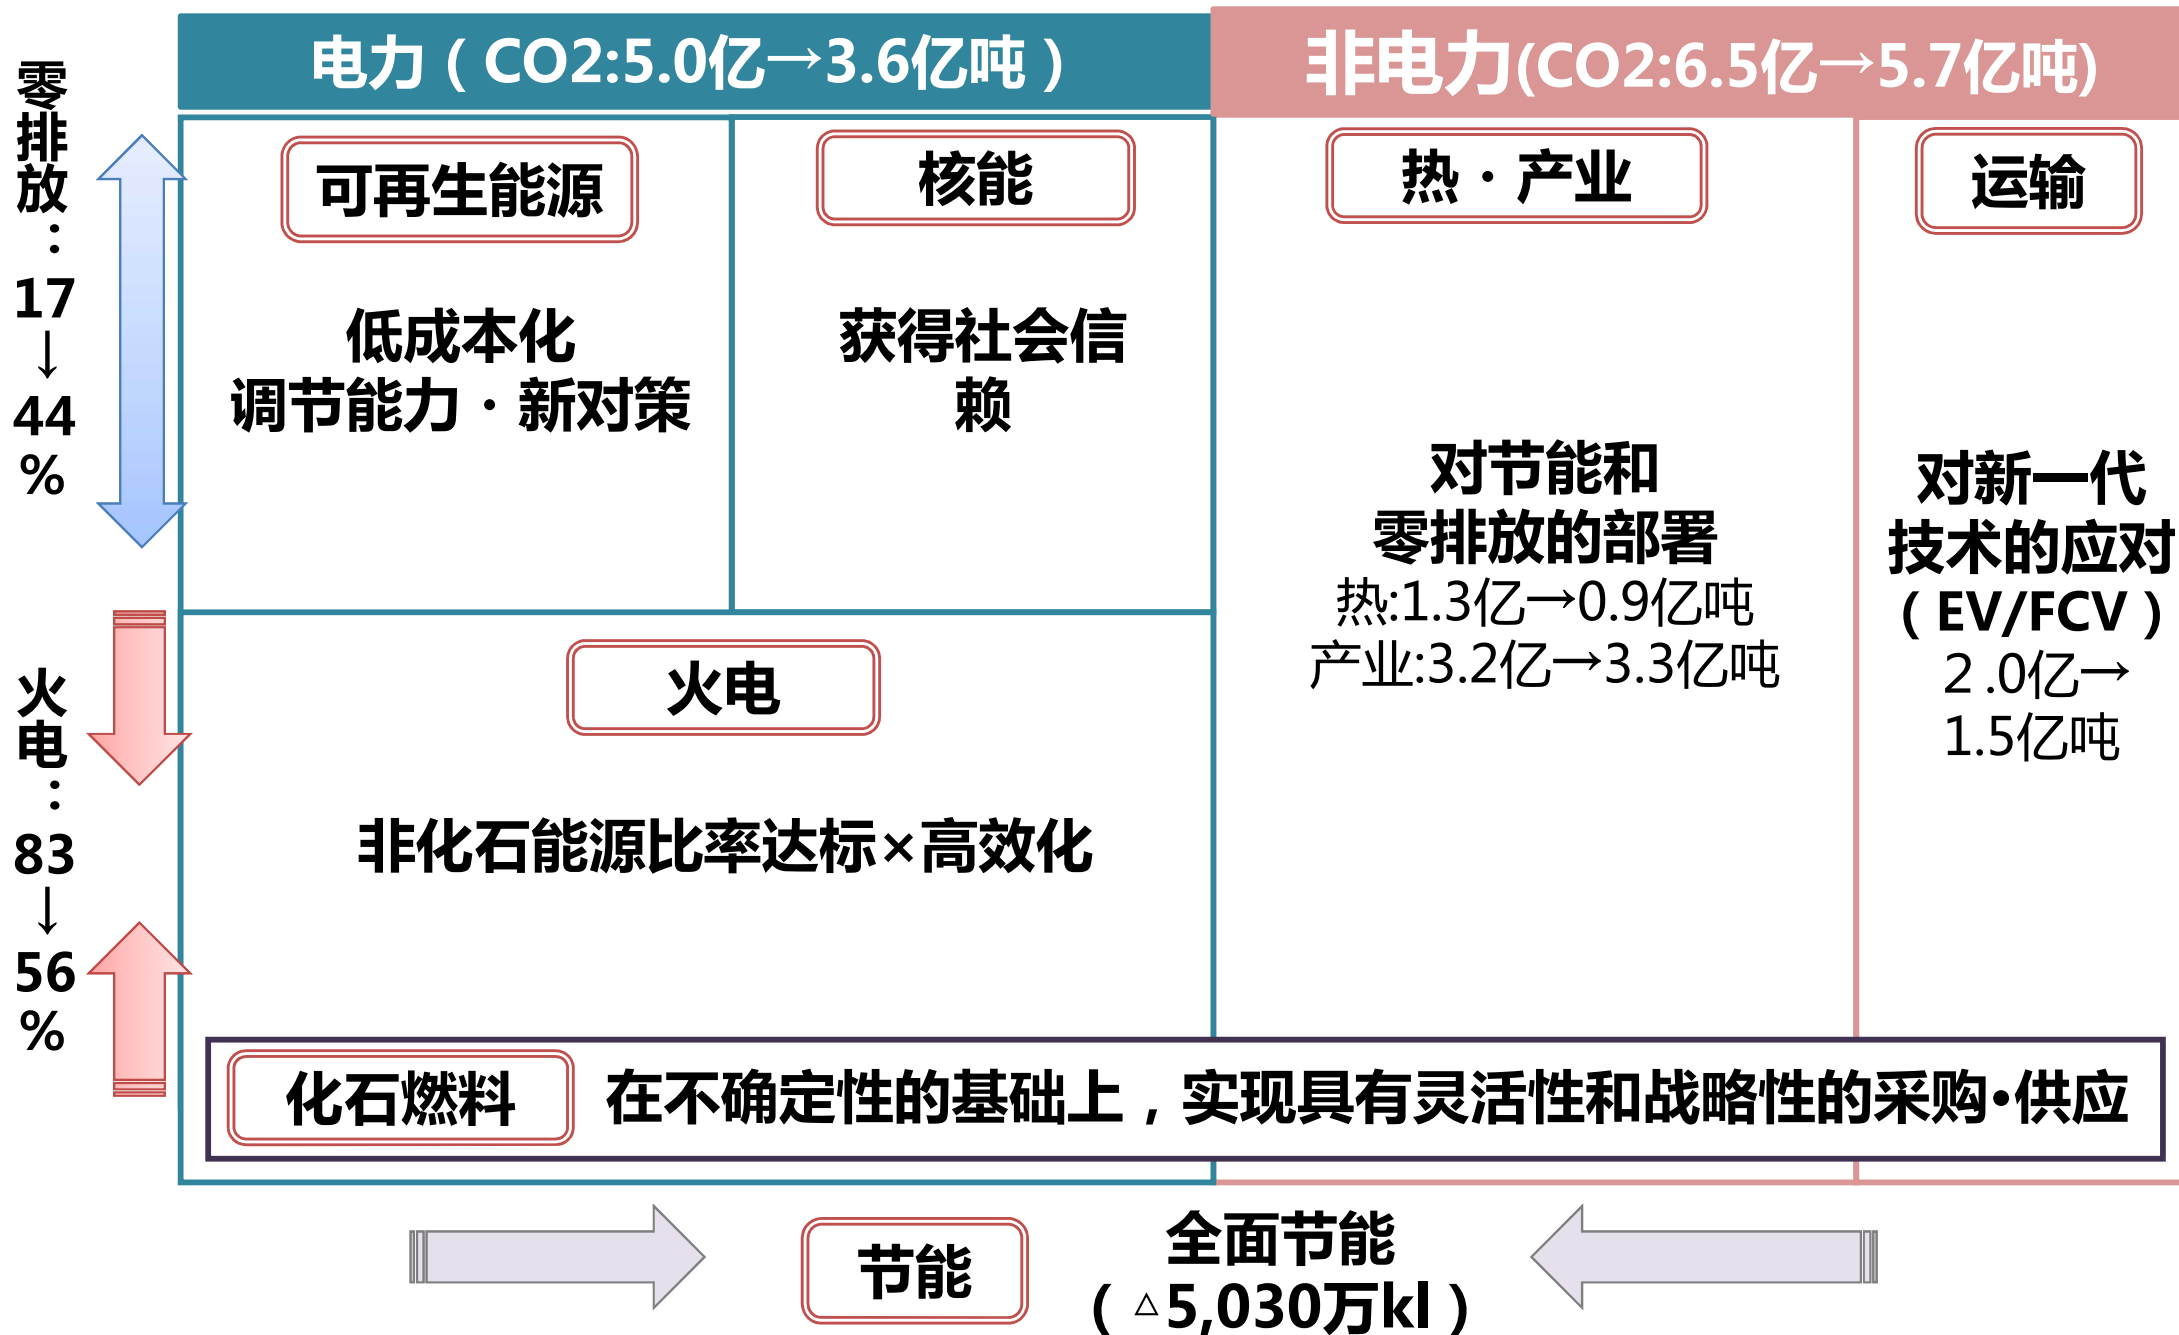 电力（CO2:5.0亿→3.6亿吨）
非电力(CO2:6.5亿→5.7亿吨)
零排放：17→44%
可再生能源
低成本化
调节能力・新对策
核能
获得社会信
赖
热・产业
对节能和
零排放的部署
热:1.3亿→0.9亿吨
产业:3.2亿→3.3亿吨
运输
对新一代
技术的应对
（EV/FCV）
2.0亿→
1.5亿吨
火电：83→56%
火电
非化石能源比率达标×高效化
化石燃料
在不确定性的基础上，实现具有灵活性和战略性的采购・供应
节能
全面节能
（△5,030万kl）